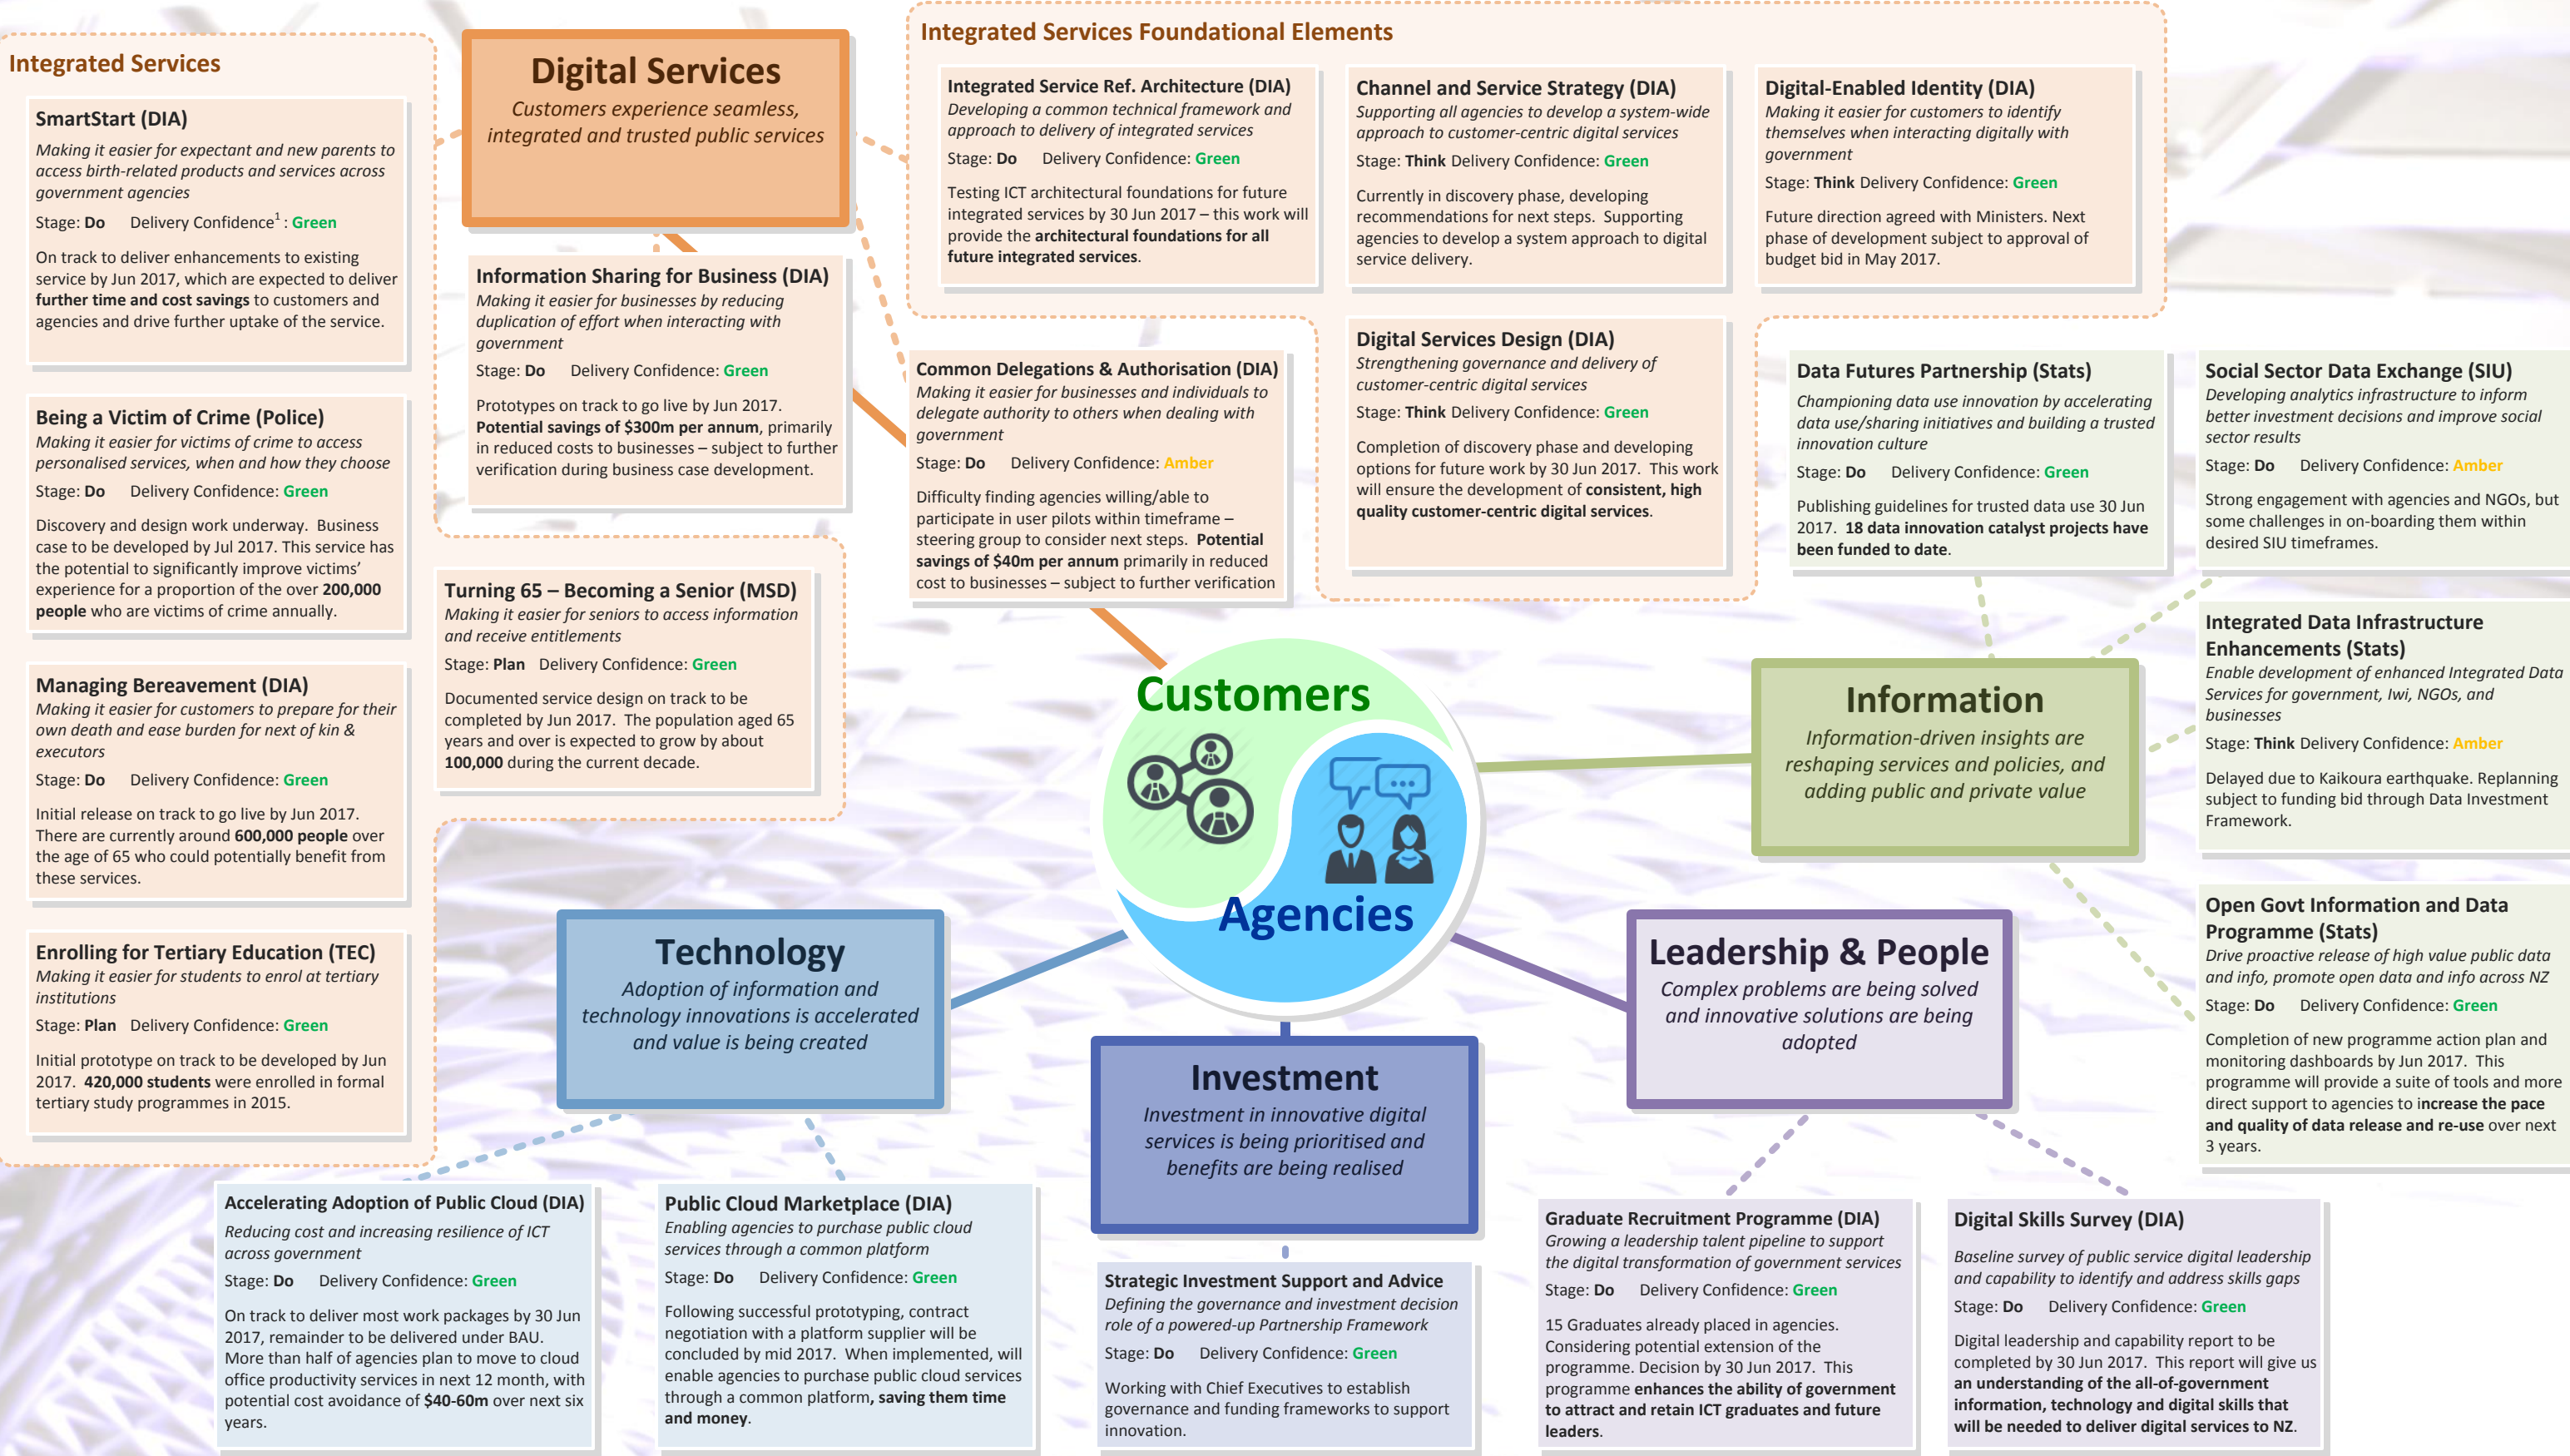 Integrated Services
SmartStart (DIA)
Making it easier for expectant and new parents to
access birth-related products and services across
government agencies
Stage: Do Delivery Confidence1 : Green
On track to deliver enhancements to existing
service by Jun 2017, which are expected to deliver
further time and cost savings to customers and
agencies and drive further uptake of the service.
Being a Victim of Crime (Police)
Making it easier for victims of crime to access
personalised services, when and how they choose
Stage: Do Delivery Confidence: Green
Discovery and design work underway. Business
case to be developed by Jul 2017. This service has
the potential to significantly improve victims'
experience for a proportion of the over 200,000
people who are victims of crime annually.
Managing Bereavement (DIA)
Making it easier for customers to prepare for their
own death and ease burden for next of kin &
executors
Stage: Do Delivery Confidence: Green
Initial release on track to go live by Jun 2017.
There are currently around 600,000 people over
the age of 65 who could potentially benefit from
these services.
Enrolling for Tertiary Education (TEC)
Making it easier for students to enrol at tertiary
institutions
Stage: Plan Delivery Confidence: Green
Initial prototype on track to be developed by Jun
2017. 420,000 students were enrolled in formal
tertiary study programmes in 2015.
Digital Services
Customers experience seamless,
integrated and trusted public services
Information Sharing for Business (DIA)
Making it easier for businesses by reducing
duplication of effort when interacting with
government
Stage: Do Delivery Confidence: Green
Prototypes on track to go live by Jun 2017.
Potential savings of $300m per annum, primarily
in reduced costs to businesses – subject to further
verification during business case development.
Turning 65 – Becoming a Senior (MSD)
Making it easier for seniors to access information
and receive entitlements
Stage: Plan Delivery Confidence: Green
Documented service design on track to be
completed by Jun 2017. The population aged 65
years and over is expected to grow by about
100,000 during the current decade.
Integrated Services Foundational Elements
Integrated Service Ref. Architecture (DIA)
Developing a common technical framework and
approach to delivery of integrated services
Stage: Do Delivery Confidence: Green
Testing ICT architectural foundations for future
integrated services by 30 Jun 2017 – this work will
provide the architectural foundations for all
future integrated services.
Channel and Service Strategy (DIA)
Supporting all agencies to develop a system-wide
approach to customer-centric digital services
Stage: Think Delivery Confidence: Green
Currently in discovery phase, developing
recommendations for next steps. Supporting
agencies to develop a system approach to digital
service delivery.
Digital-Enabled Identity (DIA)
Making it easier for customers to identify
themselves when interacting digitally with
government
Stage: Think Delivery Confidence: Green
Future direction agreed with Ministers. Next
phase of development subject to approval of
budget bid in May 2017.
Common Delegations & Authorisation (DIA)
Making it easier for businesses and individuals to
delegate authority to others when dealing with
government
Stage: Do Delivery Confidence: Amber
Difficulty finding agencies willing/able to
participate in user pilots within timeframe –
steering group to consider next steps. Potential
savings of $40m per annum primarily in reduced
cost to businesses – subject to further verification
Digital Services Design (DIA)
Strengthening governance and delivery of
customer-centric digital services
Stage: Think Delivery Confidence: Green
Completion of discovery phase and developing
options for future work by 30 Jun 2017. This work
will ensure the development of consistent, high
quality customer-centric digital services.
Data Futures Partnership (Stats)
Championing data use innovation by accelerating
data use/sharing initiatives and building a trusted
innovation culture
Stage: Do Delivery Confidence: Green
Publishing guidelines for trusted data use 30 Jun
2017. 18 data innovation catalyst projects have
been funded to date.
Social Sector Data Exchange (SIU)
Developing analytics infrastructure to inform
better investment decisions and improve social
sector results
Stage: Do Delivery Confidence: Amber
Strong engagement with agencies and NGOs, but
some challenges in on-boarding them within
desired SIU timeframes.
Integrated Data Infrastructure
Enhancements (Stats)
Enable development of enhanced Integrated Data
Services for government, Iwi, NGOs, and
businesses
Stage: Think Delivery Confidence: Amber
Delayed due to Kaikoura earthquake. Replanning
subject to funding bid through Data Investment
Framework.
Open Govt Information and Data
Programme (Stats)
Drive proactive release of high value public data
and info, promote open data and info across NZ
Stage: Do Delivery Confidence: Green
Completion of new programme action plan and
monitoring dashboards by Jun 2017. This
programme will provide a suite of tools and more
direct support to agencies to increase the pace
and quality of data release and re-use over next
3 years.
Customers
Agencies
Information
Information-driven insights are
reshaping services and policies, and
adding public and private value
Technology
Adoption of information and
technology innovations is accelerated
and value is being created
Leadership & People
Complex problems are being solved
and innovative solutions are being
adopted
Investment
Investment in innovative digital
services is being prioritised and
benefits are being realised
Accelerating Adoption of Public Cloud (DIA)
Reducing cost and increasing resilience of ICT
across government
Stage: Do Delivery Confidence: Green
On track to deliver most work packages by 30 Jun
2017, remainder to be delivered under BAU.
More than half of agencies plan to move to cloud
office productivity services in next 12 month, with
potential cost avoidance of $40-60m over next six
years.
Public Cloud Marketplace (DIA)
Enabling agencies to purchase public cloud
services through a common platform
Stage: Do Delivery Confidence: Green
Following successful prototyping, contract
negotiation with a platform supplier will be
concluded by mid 2017. When implemented, will
enable agencies to purchase public cloud services
through a common platform, saving them time
and money.
Strategic Investment Support and Advice
Defining the governance and investment decision
role of a powered-up Partnership Framework
Stage: Do Delivery Confidence: Green
Working with Chief Executives to establish
governance and funding frameworks to support
innovation.
Graduate Recruitment Programme (DIA)
Growing a leadership talent pipeline to support
the digital transformation of government services
Stage: Do Delivery Confidence: Green
15 Graduates already placed in agencies.
Considering potential extension of the
programme. Decision by 30 Jun 2017. This
programme enhances the ability of government
to attract and retain ICT graduates and future
leaders.
Digital Skills Survey (DIA)
Baseline survey of public service digital leadership
and capability to identify and address skills gaps
Stage: Do Delivery Confidence: Green
Digital leadership and capability report to be
completed by 30 Jun 2017. This report will give us
an understanding of the all-of-government
information, technology and digital skills that
will be needed to deliver digital services to NZ.